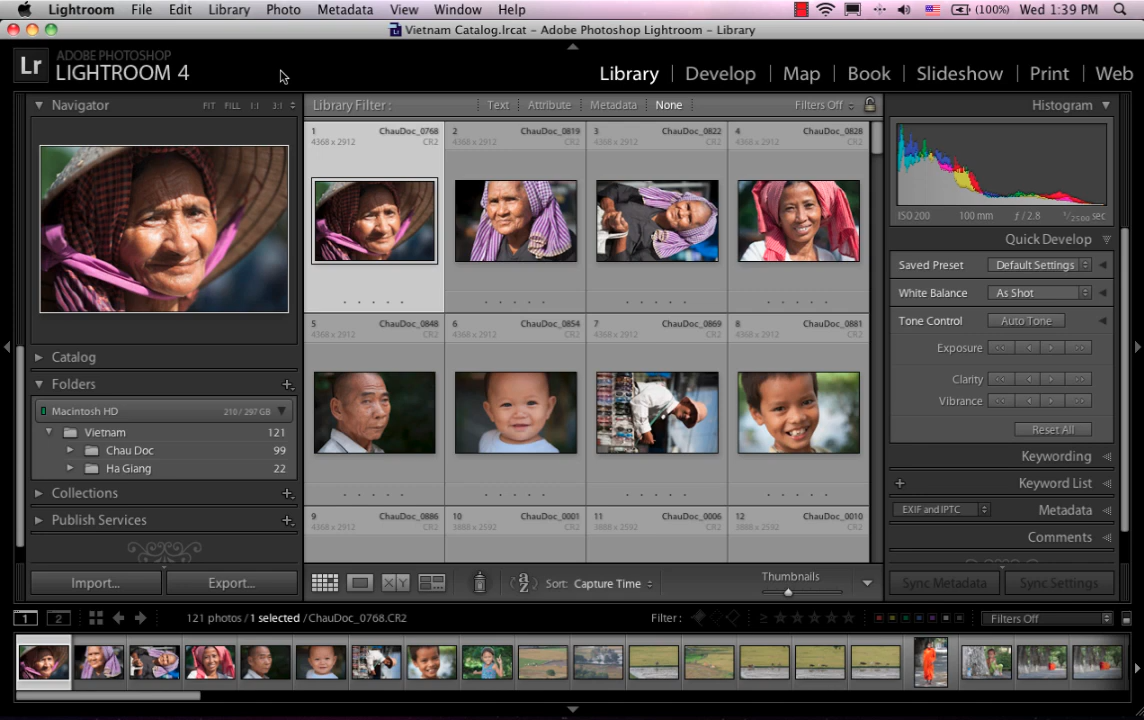 Lightroom File Edit Library Photo Metadata View Window Help (100%) Wed 1:39 PM
Vietnam Catalog.lrcat – Adobe Photoshop Lightroom – Library
Lr ADOBE PHOTOSHOP
LIGHTROOM 4
Library | Develop | Map | Book | Slideshow | Print | Web
Navigator FIT FILL 1:1 3:1
Library Filter : Text Attribute Metadata None Filters Off
Histogram
1 ChauDoc_0768
4368 x 2912 CR2
2 ChauDoc_0819
4368 x 2912 CR2
3 ChauDoc_0822
4368 x 2912 CR2
4 ChauDoc_0828
4368 x 2912 CR2
ISO 200 100 mm ƒ / 2.8 1/2500 sec
Quick Develop
Saved Preset Default Settings
White Balance As Shot
Tone Control Auto Tone
Exposure
Clarity
Vibrance
Reset All
Catalog
Folders
Macintosh HD 210 / 297 GB
Vietnam 121
Chau Doc 99
Ha Giang 22
Collections
Publish Services
Import... Export...
5 ChauDoc_0848
4368 x 2912 CR2
6 ChauDoc_0854
4368 x 2912 CR2
7 ChauDoc_0869
4368 x 2912 CR2
8 ChauDoc_0881
4368 x 2912 CR2
9 ChauDoc_0886
4368 x 2912 CR2
10 ChauDoc_0001
3888 x 2592 CR2
11 ChauDoc_0006
3888 x 2592 CR2
12 ChauDoc_0010
3888 x 2592 CR2
Keywording
Keyword List
EXIF and IPTC Metadata
Comments
XY Sort: Capture Time Thumbnails
Sync Metadata Sync Settings
1 2 121 photos / 1 selected / ChauDoc_0768.CR2 Filter : Filters Off